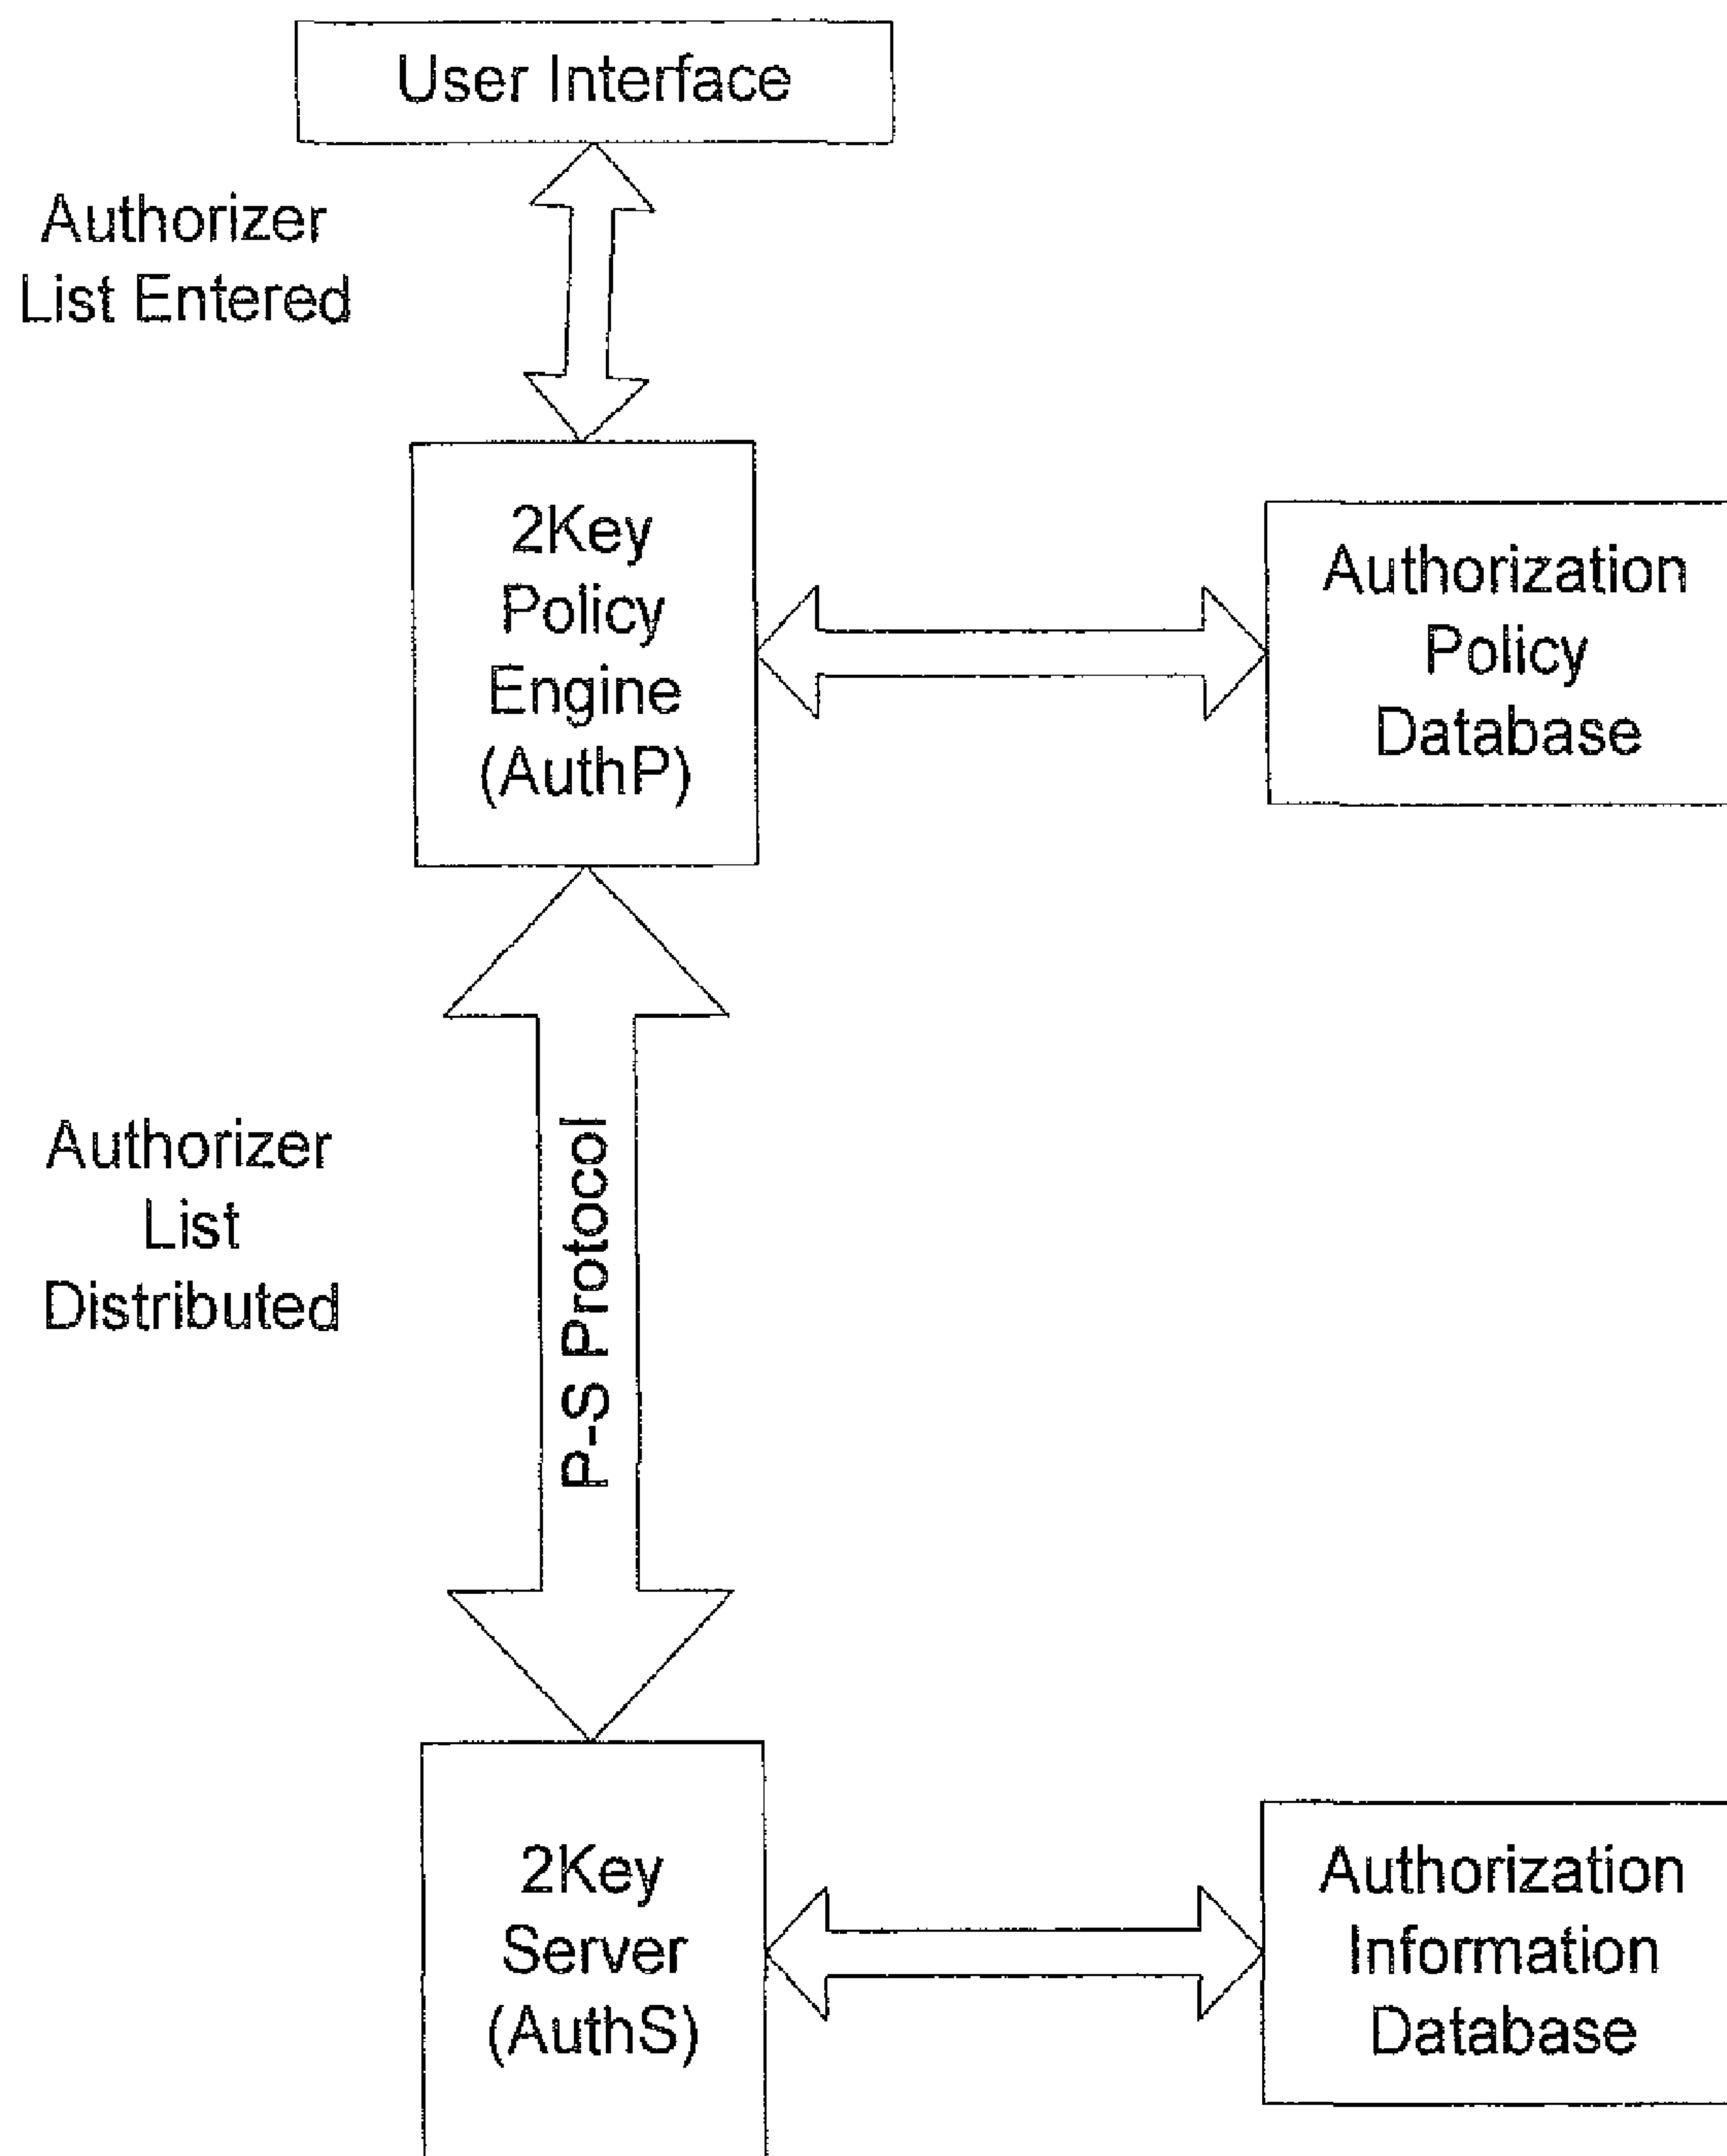 User Interface
Authorizer
List Entered
2Key
Policy
Engine
(AuthP)
Authorization
Policy
Database
Authorizer
List
Distributed
P-S Protocol
2Key
Server
(AuthS)
Authorization
Information
Database